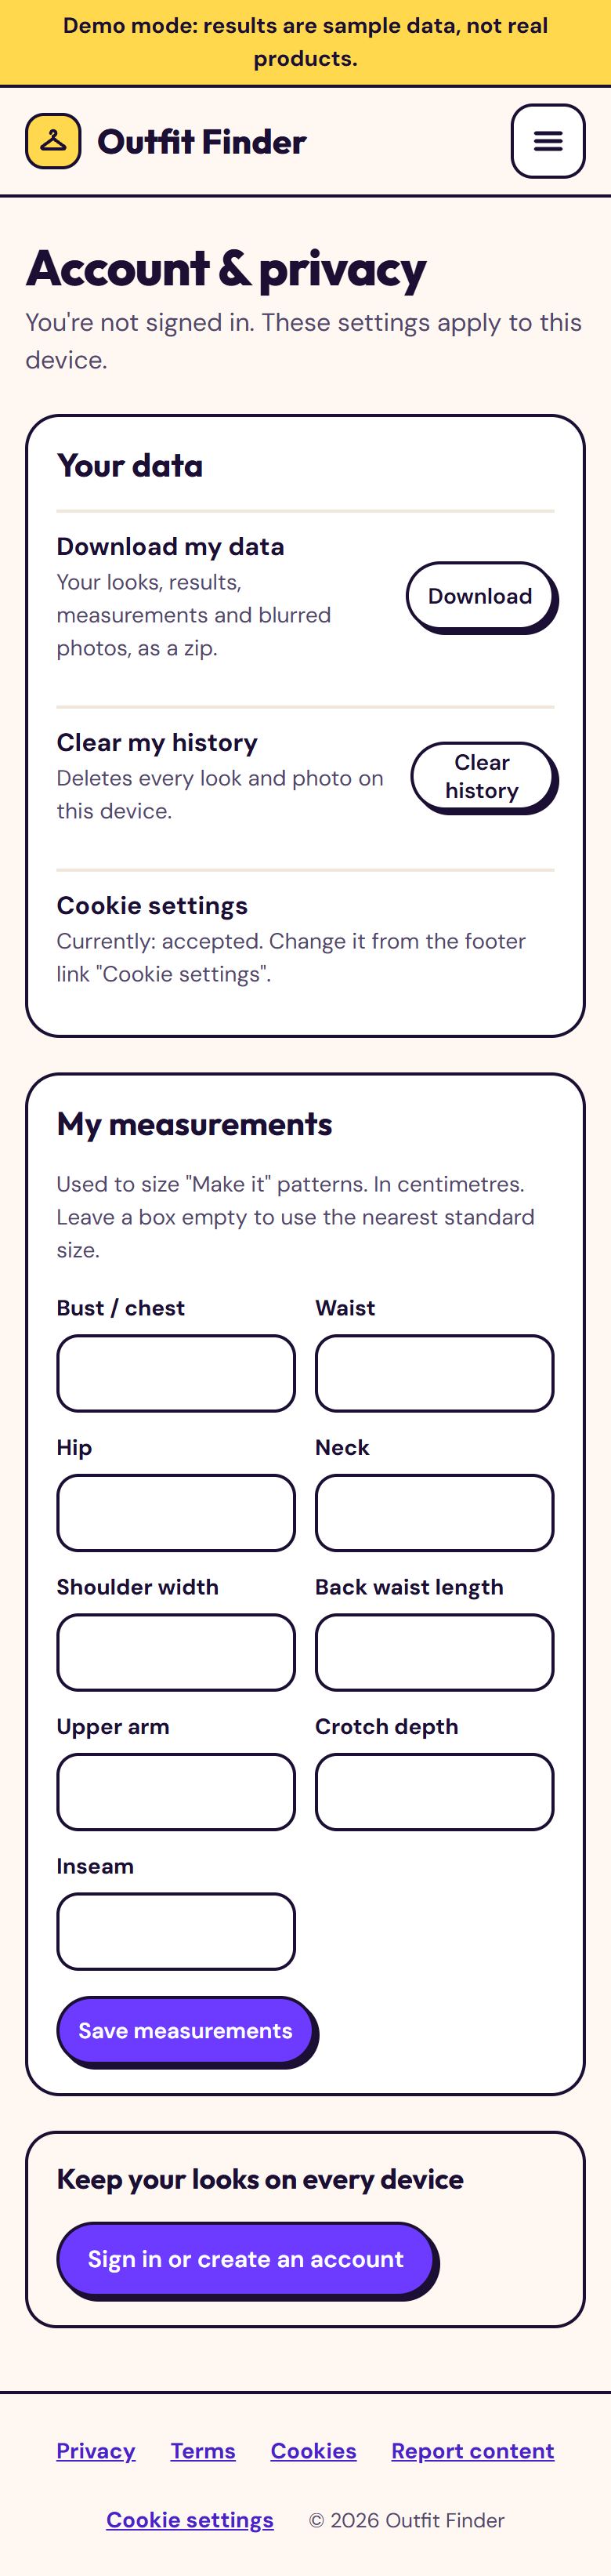 Demo mode: results are sample data, not real
products.
Outfit Finder
Account & privacy
You're not signed in. These settings apply to this
device.
Your data
Download my data
Your looks, results,
measurements and blurred
photos, as a zip.
Download
Clear my history
Deletes every look and photo on
this device.
Clear
history
Cookie settings
Currently: accepted. Change it from the footer
link "Cookie settings".
My measurements
Used to size "Make it" patterns. In centimetres.
Leave a box empty to use the nearest standard
size.
Bust / chest
Waist
Hip
Neck
Shoulder width
Back waist length
Upper arm
Crotch depth
Inseam
Save measurements
Keep your looks on every device
Sign in or create an account
Privacy Terms Cookies Report content
Cookie settings © 2026 Outfit Finder